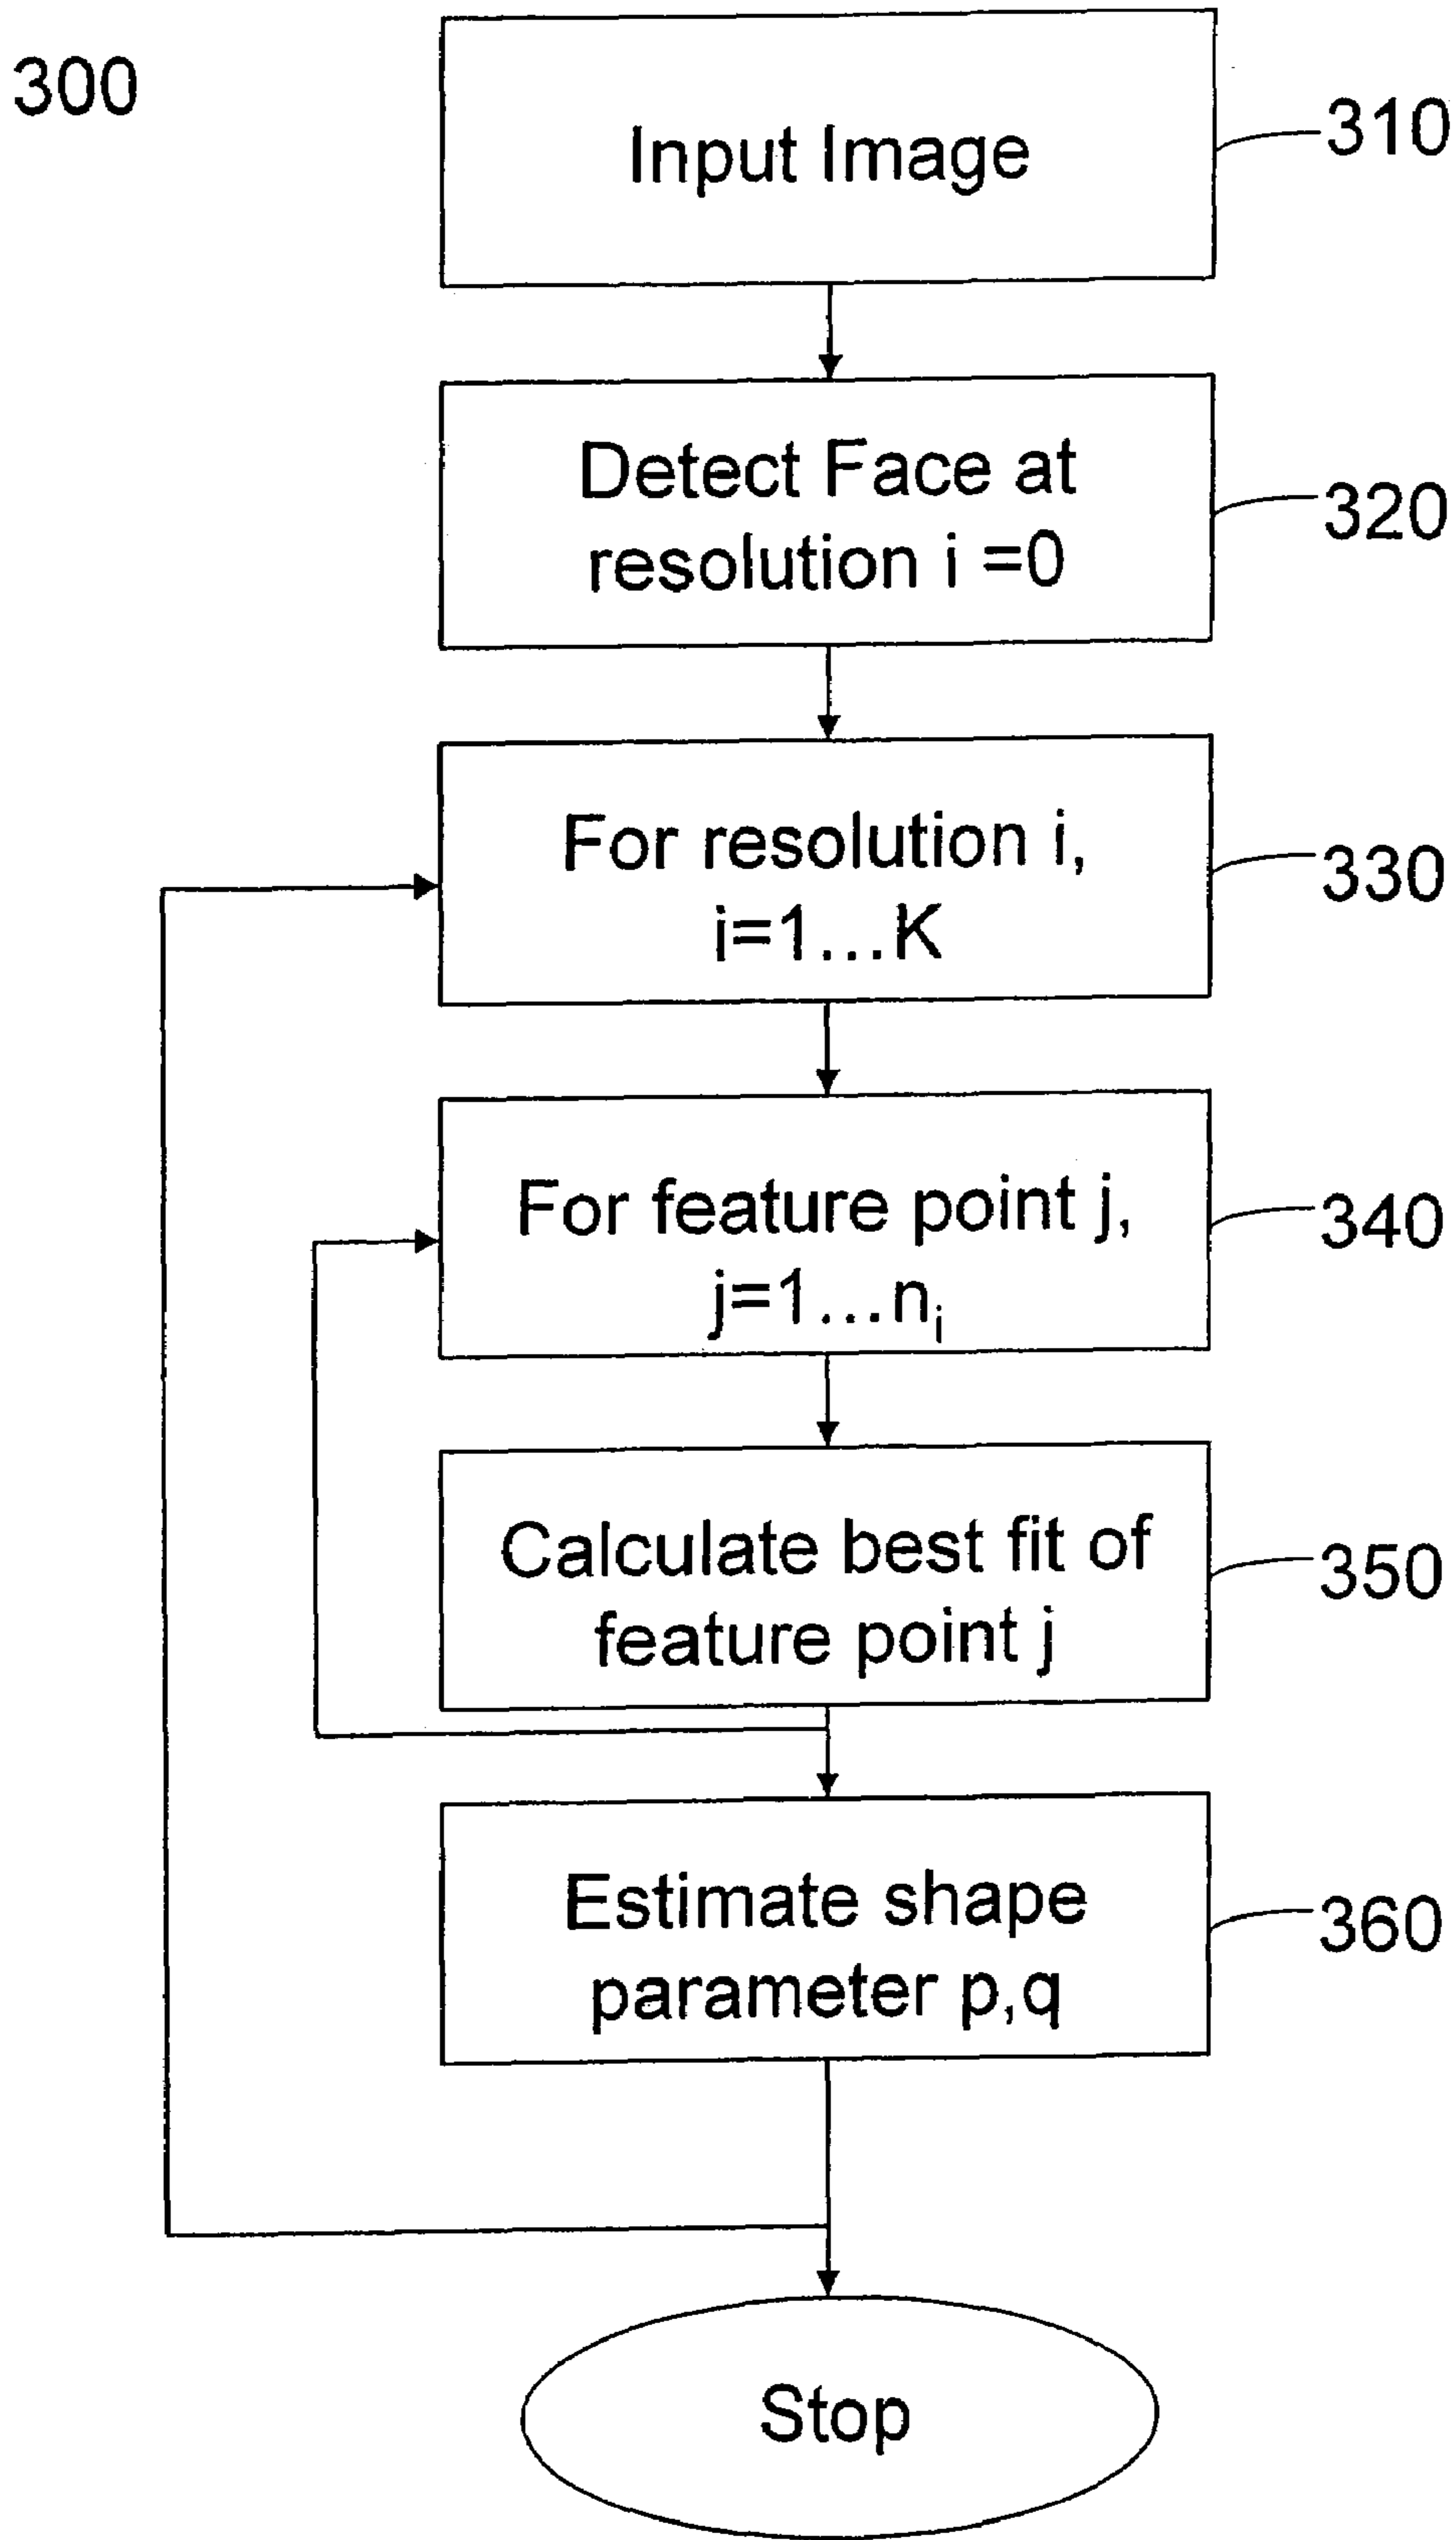 300
Input Image
310
Detect Face at
resolution i =0
320
For resolution i,
i=1...K
330
For feature point j,
j=1...nᵢ
340
Calculate best fit of
feature point j
350
Estimate shape
parameter p,q
360
Stop